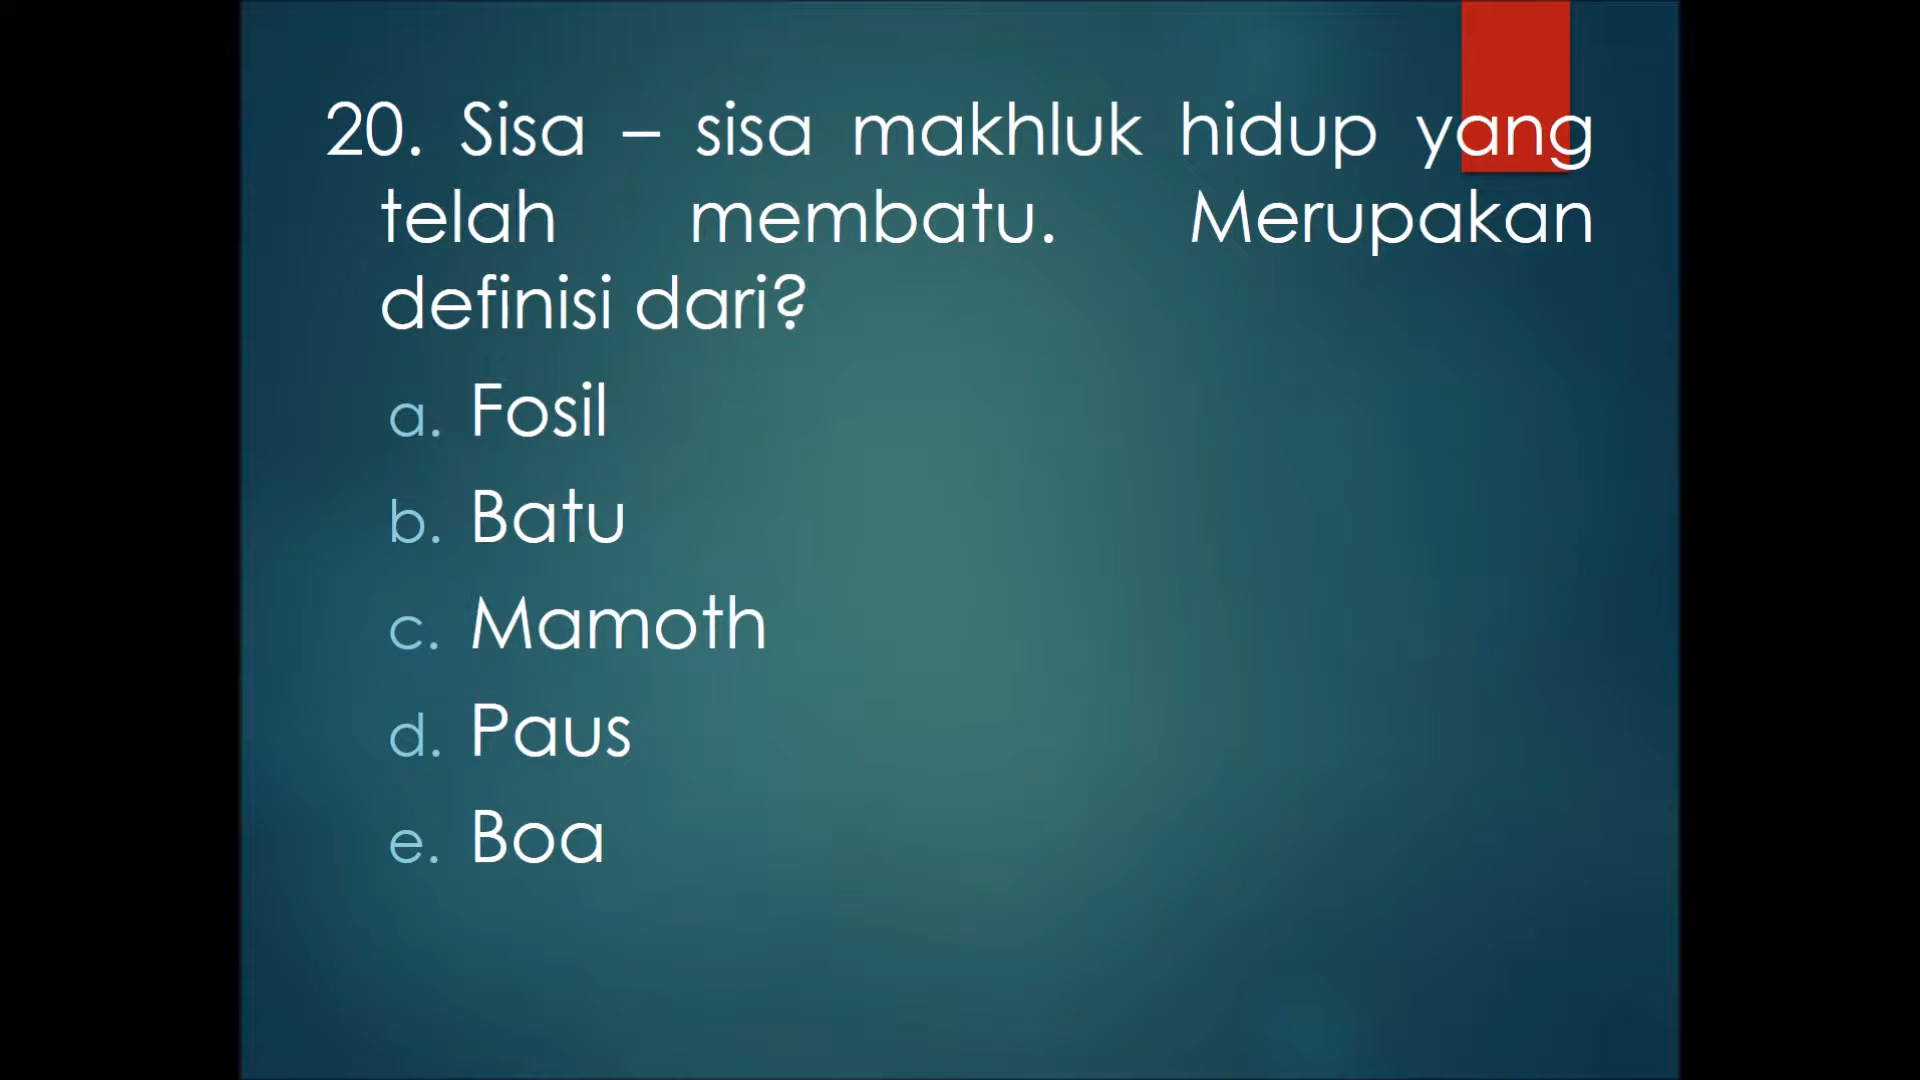 20. Sisa – sisa makhluk hidup yang
telah membatu. Merupakan
definisi dari?
a. Fosil
b. Batu
c. Mamoth
d. Paus
e. Boa